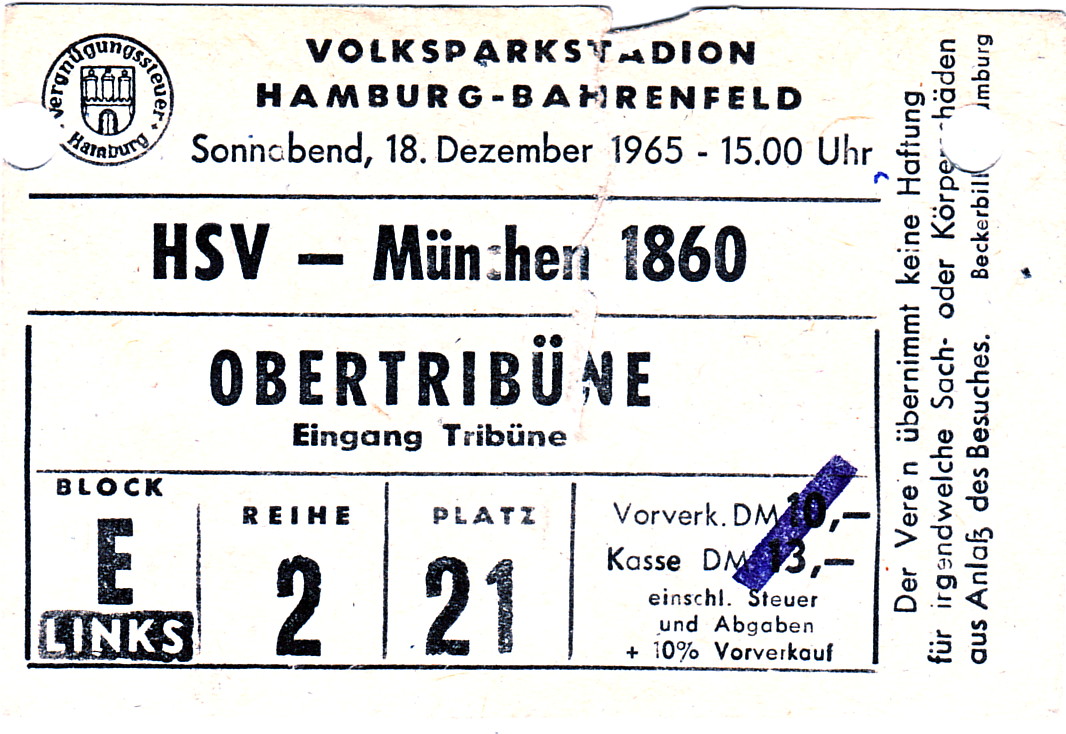 Vergnügungssteuer
Hamburg
VOLKSPARKSTADION
HAMBURG-BAHRENFELD
Sonnabend, 18. Dezember 1965 - 15.00 Uhr
HSV – München 1860
OBERTRIBÜNE
Eingang Tribüne
BLOCK
E
LINKS
REIHE
2
PLATZ
21
Vorverk. DM 10,–
Kasse DM 13,–
einschl. Steuer
und Abgaben
+ 10% Vorverkauf
Der Verein übernimmt keine Haftung
für irgendwelche Sach- oder Körperschäden
aus Anlaß des Besuches.